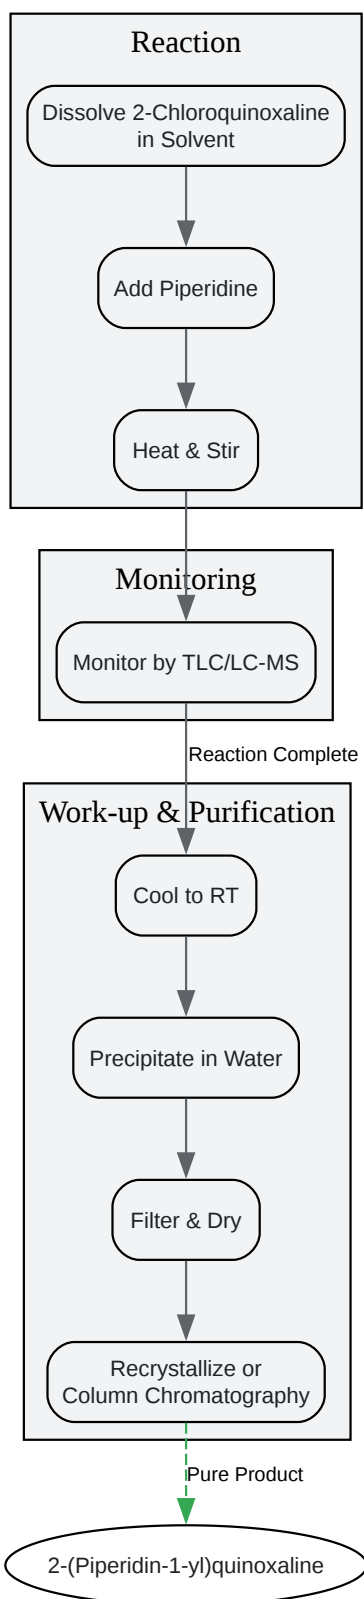 Reaction
Dissolve 2-Chloroquinoxaline
in Solvent
Add Piperidine
Heat & Stir
Monitoring
Monitor by TLC/LC-MS
Reaction Complete
Work-up & Purification
Cool to RT
Precipitate in Water
Filter & Dry
Recrystallize or
Column Chromatography
Pure Product
2-(Piperidin-1-yl)quinoxaline